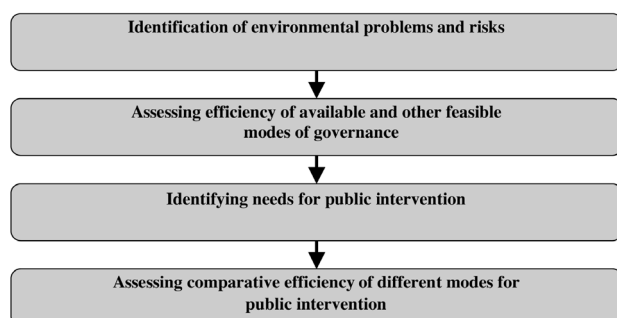 Identification of environmental problems and risks
Assessing efficiency of available and other feasible
modes of governance
Identifying needs for public intervention
Assessing comparative efficiency of different modes for
public intervention